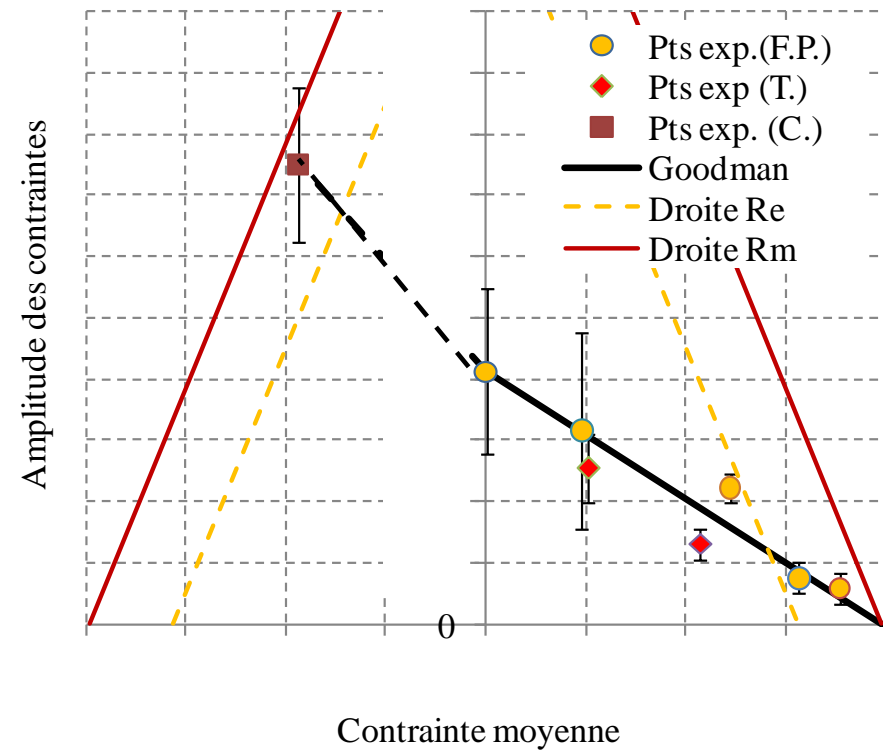 Pts exp.(F.P.)
Pts exp (T.)
Pts exp. (C.)
Goodman
Droite Re
Droite Rm
Amplitude des contraintes
0
Contrainte moyenne